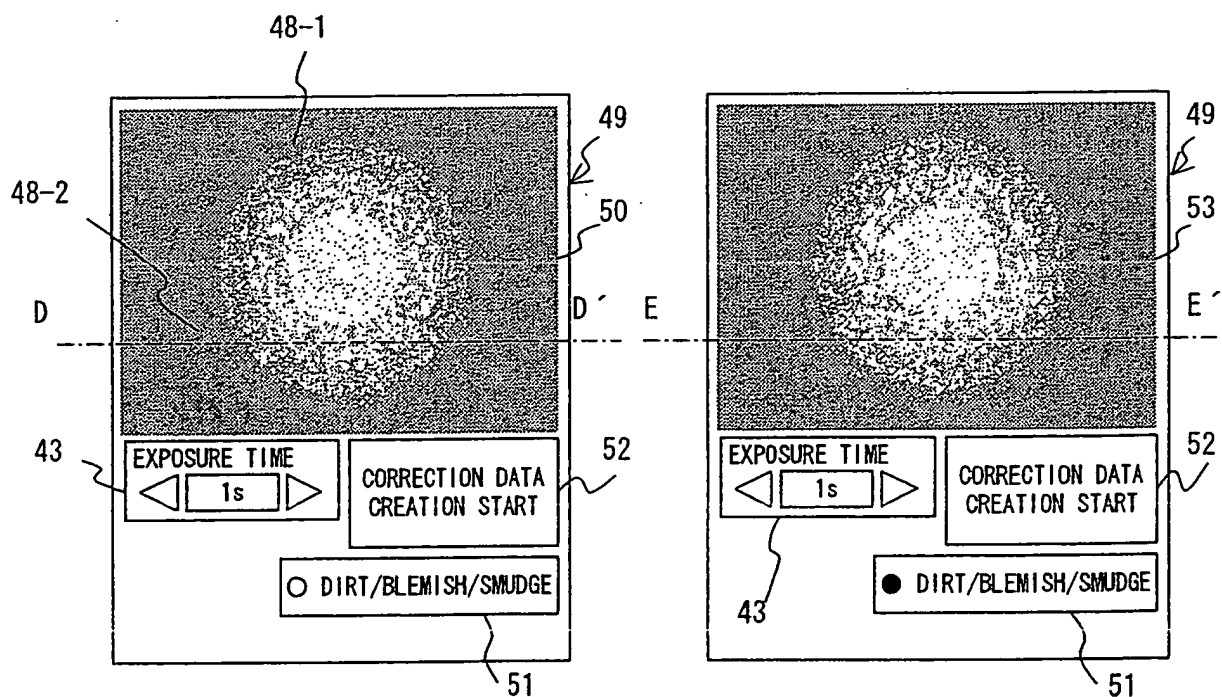 48-1
49
48-2
50
D
D´
43
EXPOSURE TIME
1s
CORRECTION DATA
CREATION START
52
DIRT/BLEMISH/SMUDGE
51
49
53
E
E´
EXPOSURE TIME
1s
CORRECTION DATA
CREATION START
52
43
DIRT/BLEMISH/SMUDGE
51